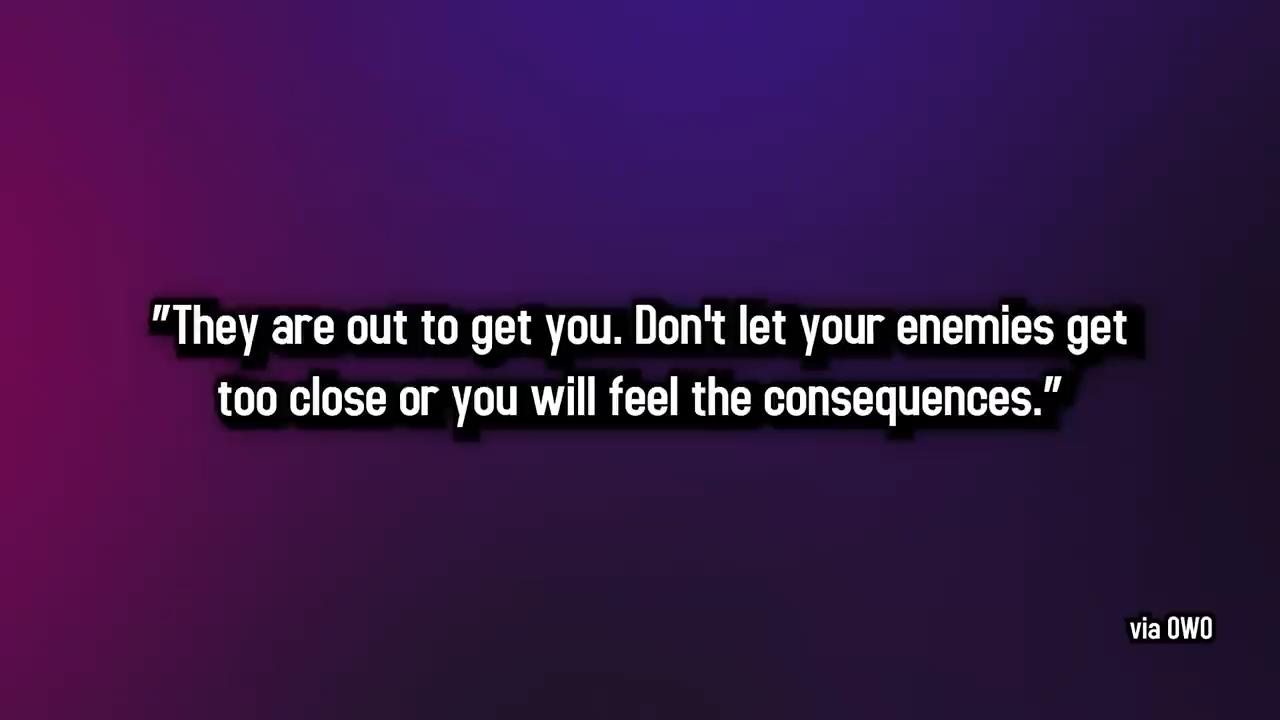 "They are out to get you. Don't let your enemies get
too close or you will feel the consequences."
via OWO